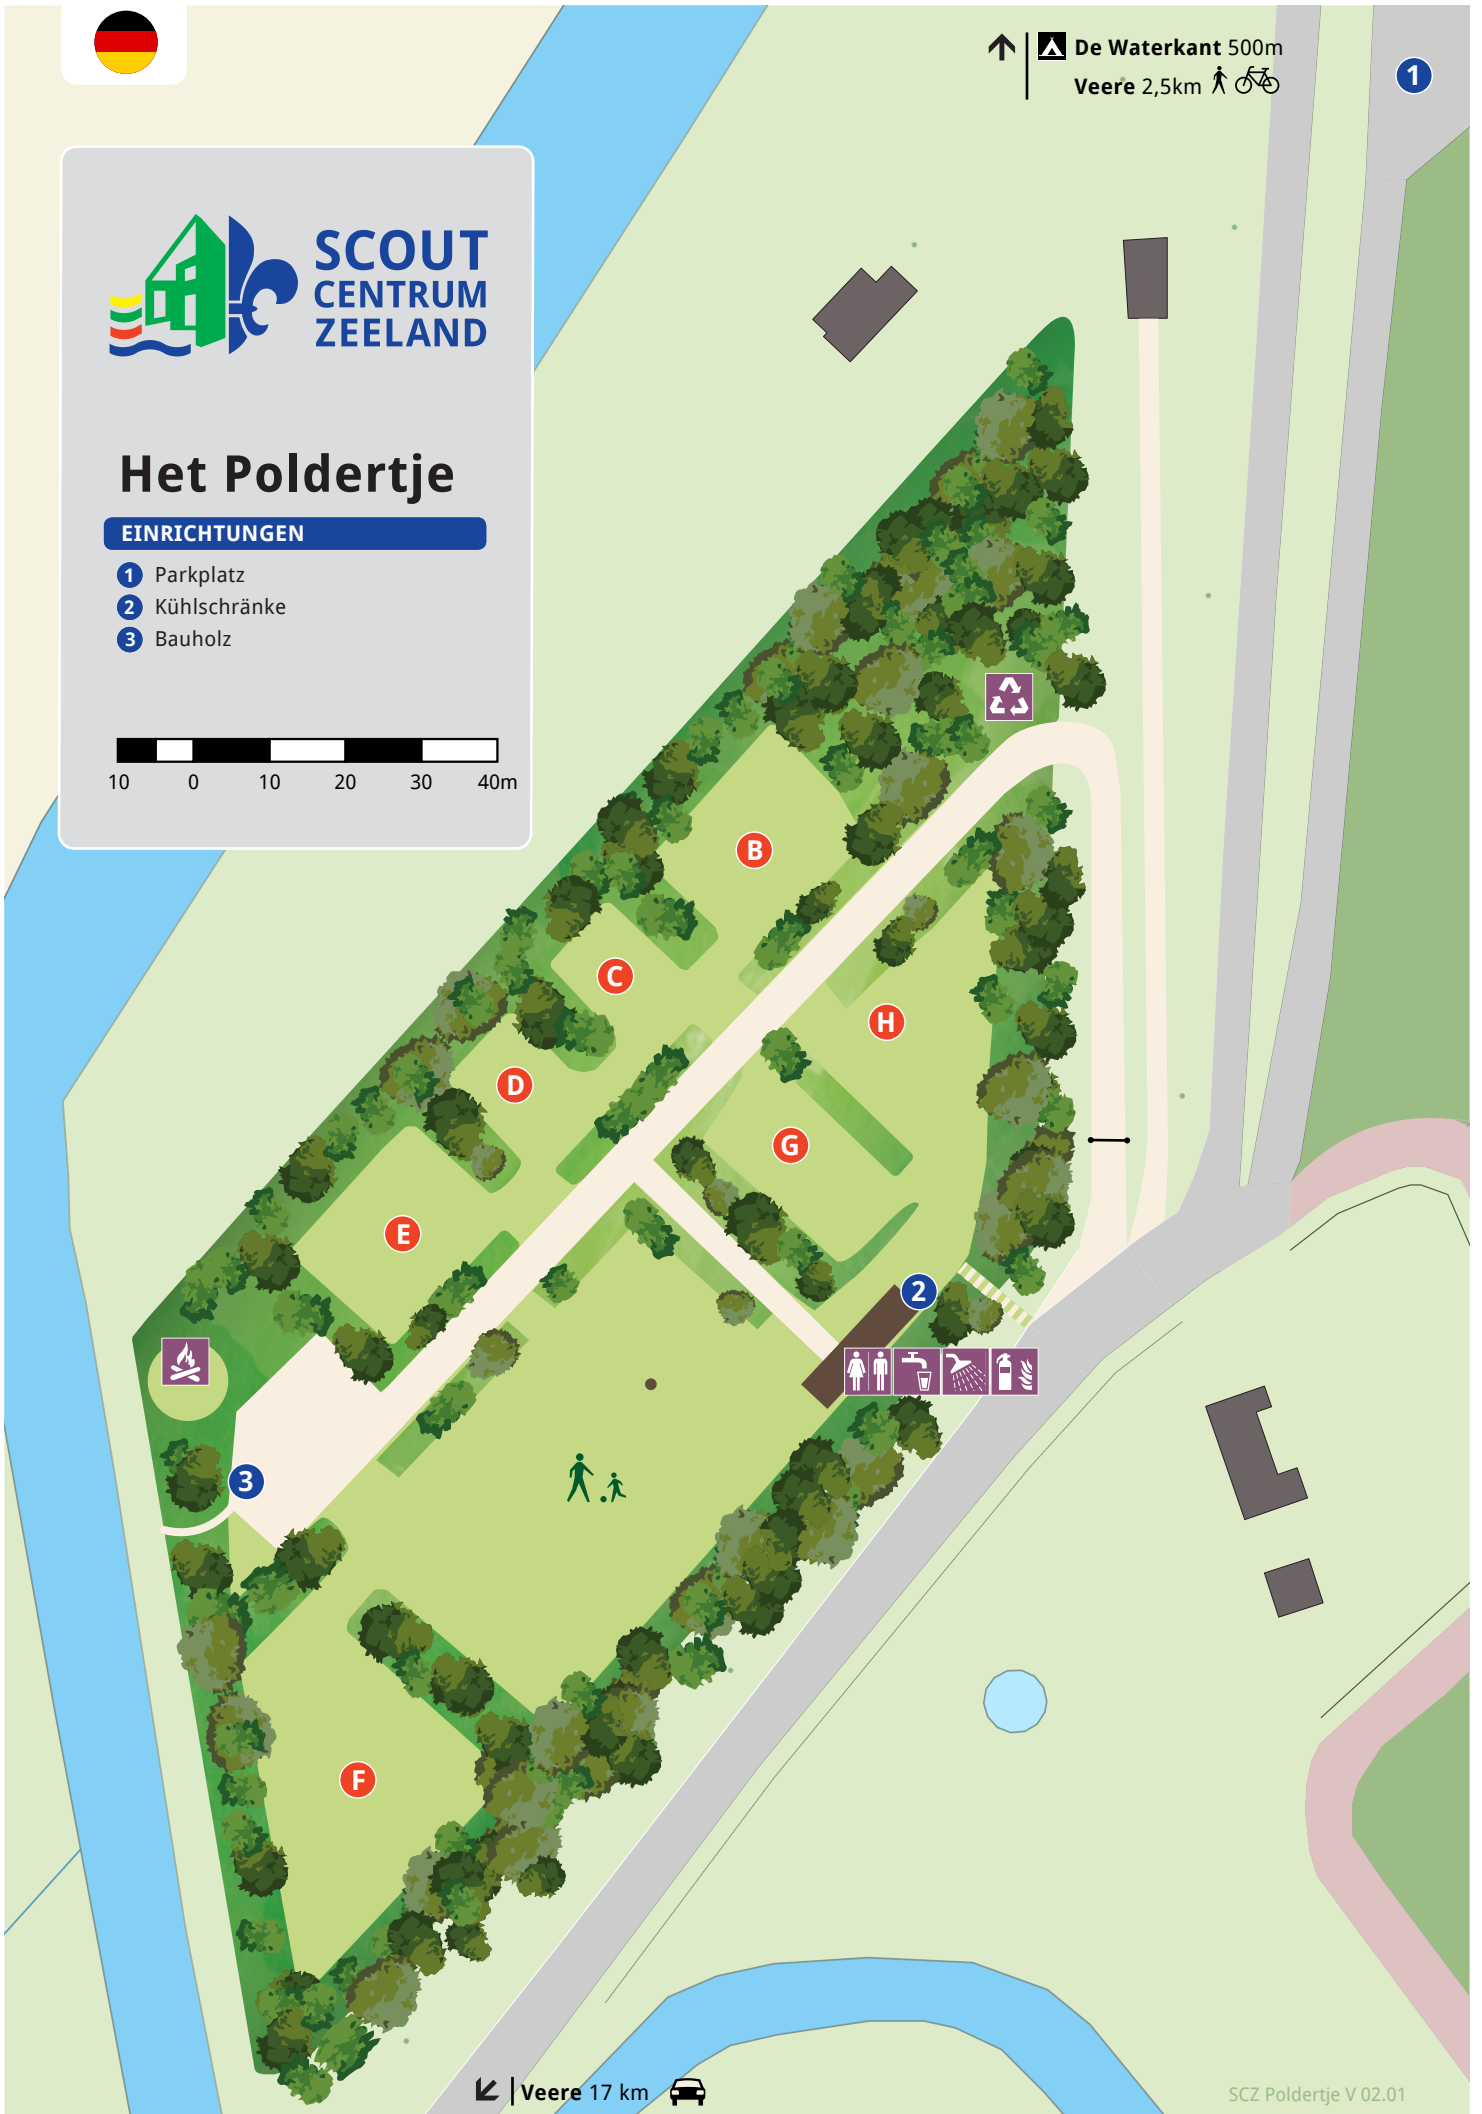 De Waterkant 500m
Veere 2,5km
1
SCOUT
CENTRUM
ZEELAND
Het Poldertje
EINRICHTUNGEN
1 Parkplatz
2 Kühlschränke
3 Bauholz
10 0 10 20 30 40m
B
C
H
D
G
E
2
3
F
Veere 17 km
SCZ Poldertje V 02.01